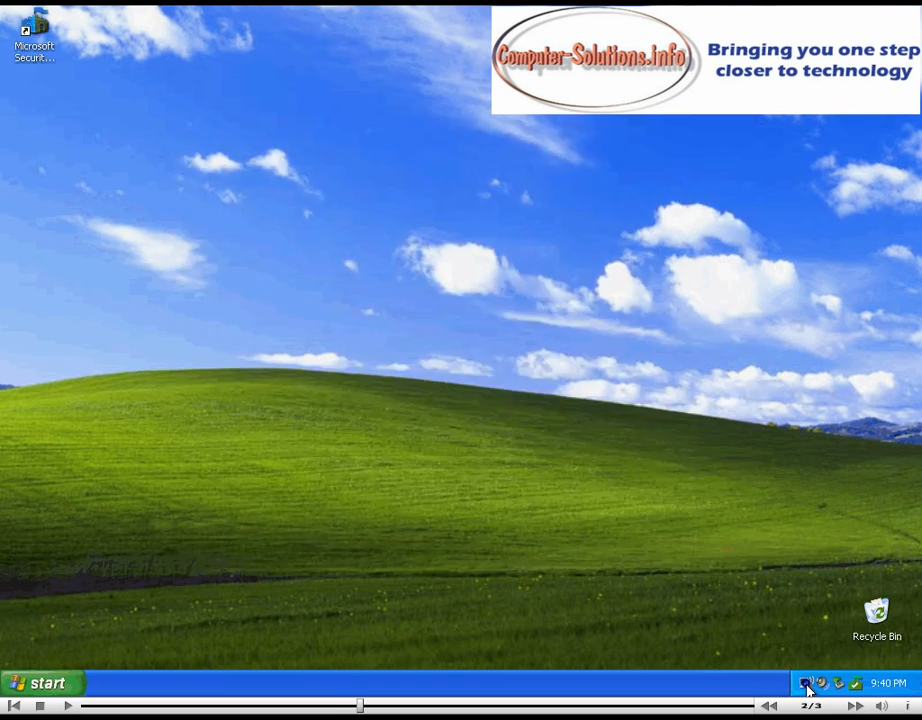 Microsoft
Securit...
Computer-Solutions.info
Bringing you one step
closer to technology
Recycle Bin
start
9:40 PM
2/3